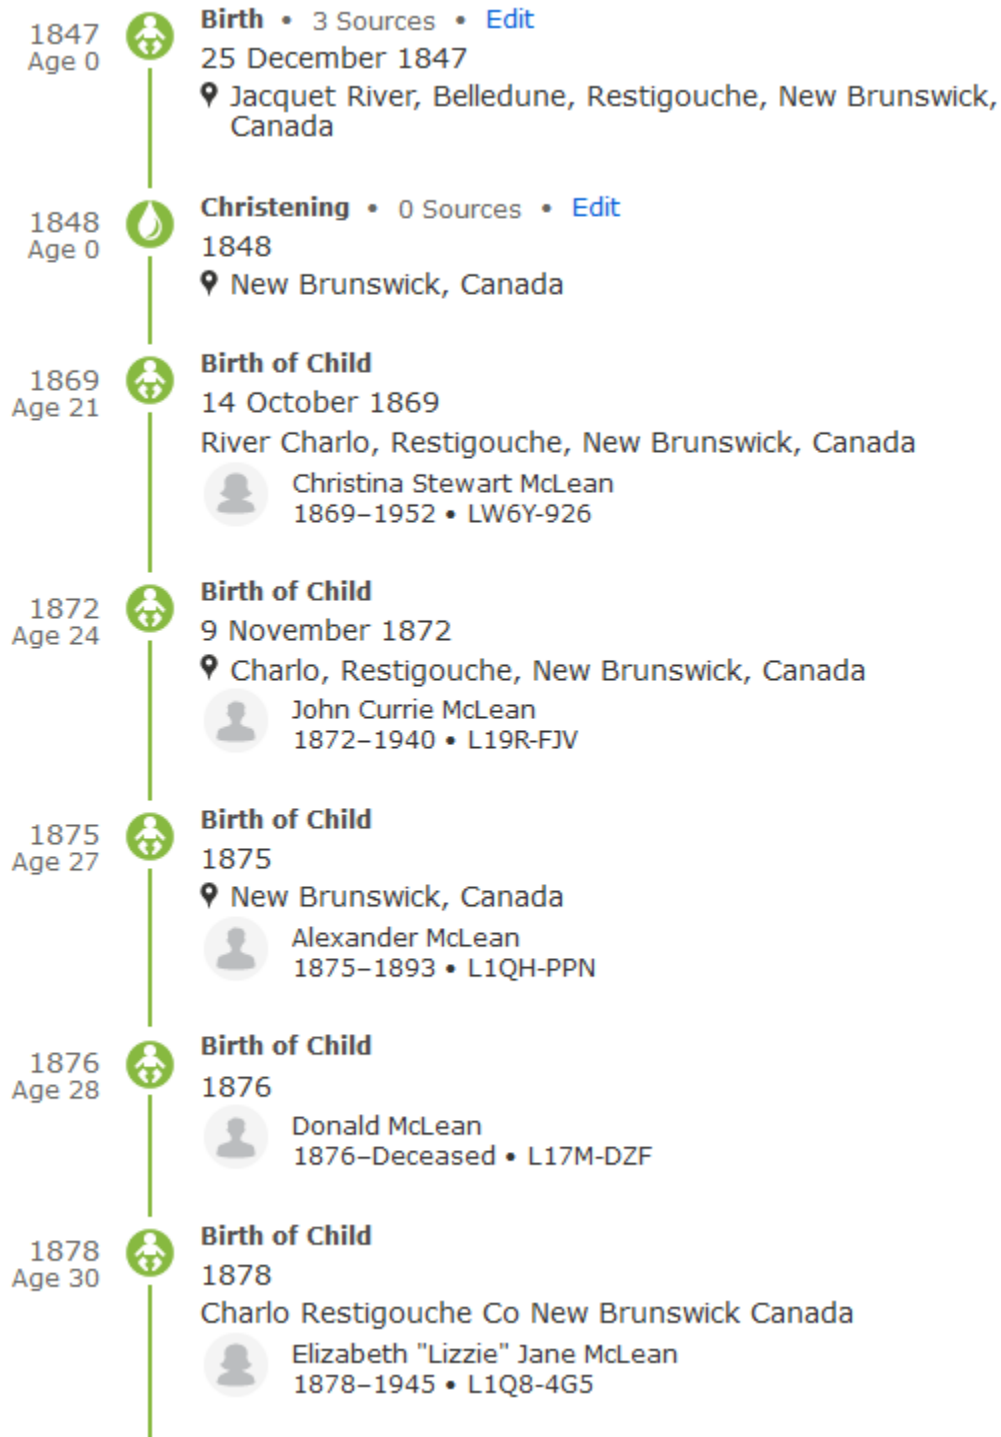 1847
Age 0
Birth • 3 Sources • Edit
25 December 1847
Jacquet River, Belledune, Restigouche, New Brunswick,
Canada
1848
Age 0
Christening • 0 Sources • Edit
1848
New Brunswick, Canada
1869
Age 21
Birth of Child
14 October 1869
River Charlo, Restigouche, New Brunswick, Canada
Christina Stewart McLean
1869–1952 • LW6Y-926
1872
Age 24
Birth of Child
9 November 1872
Charlo, Restigouche, New Brunswick, Canada
John Currie McLean
1872–1940 • L19R-FJV
1875
Age 27
Birth of Child
1875
New Brunswick, Canada
Alexander McLean
1875–1893 • L1QH-PPN
1876
Age 28
Birth of Child
1876
Donald McLean
1876–Deceased • L17M-DZF
1878
Age 30
Birth of Child
1878
Charlo Restigouche Co New Brunswick Canada
Elizabeth "Lizzie" Jane McLean
1878–1945 • L1Q8-4G5